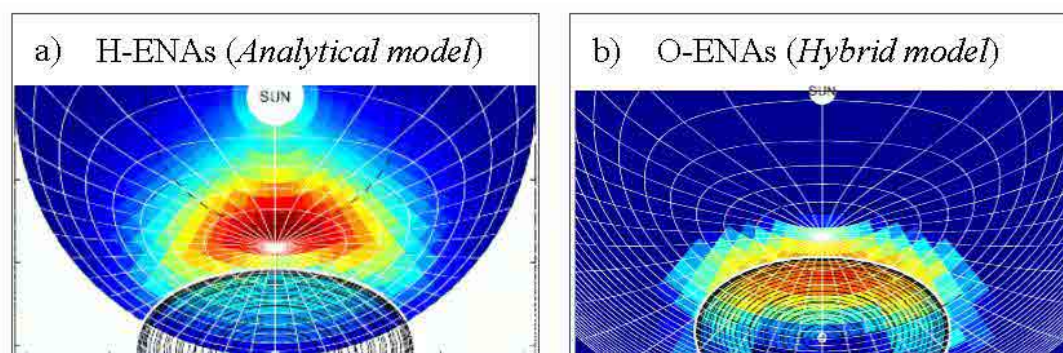 a) H-ENAs (Analytical model)
SUN
b) O-ENAs (Hybrid model)
SUN